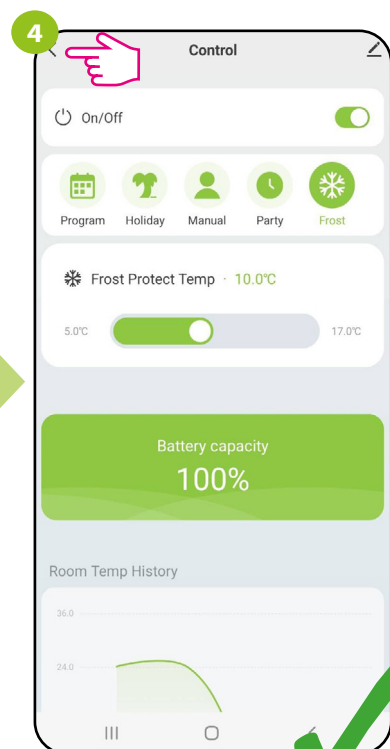 4
Control
On/Off
Program Holiday Manual Party Frost
Frost Protect Temp · 10.0℃
5.0℃ 17.0℃
Battery capacity
100%
Room Temp History
36.0
24.0